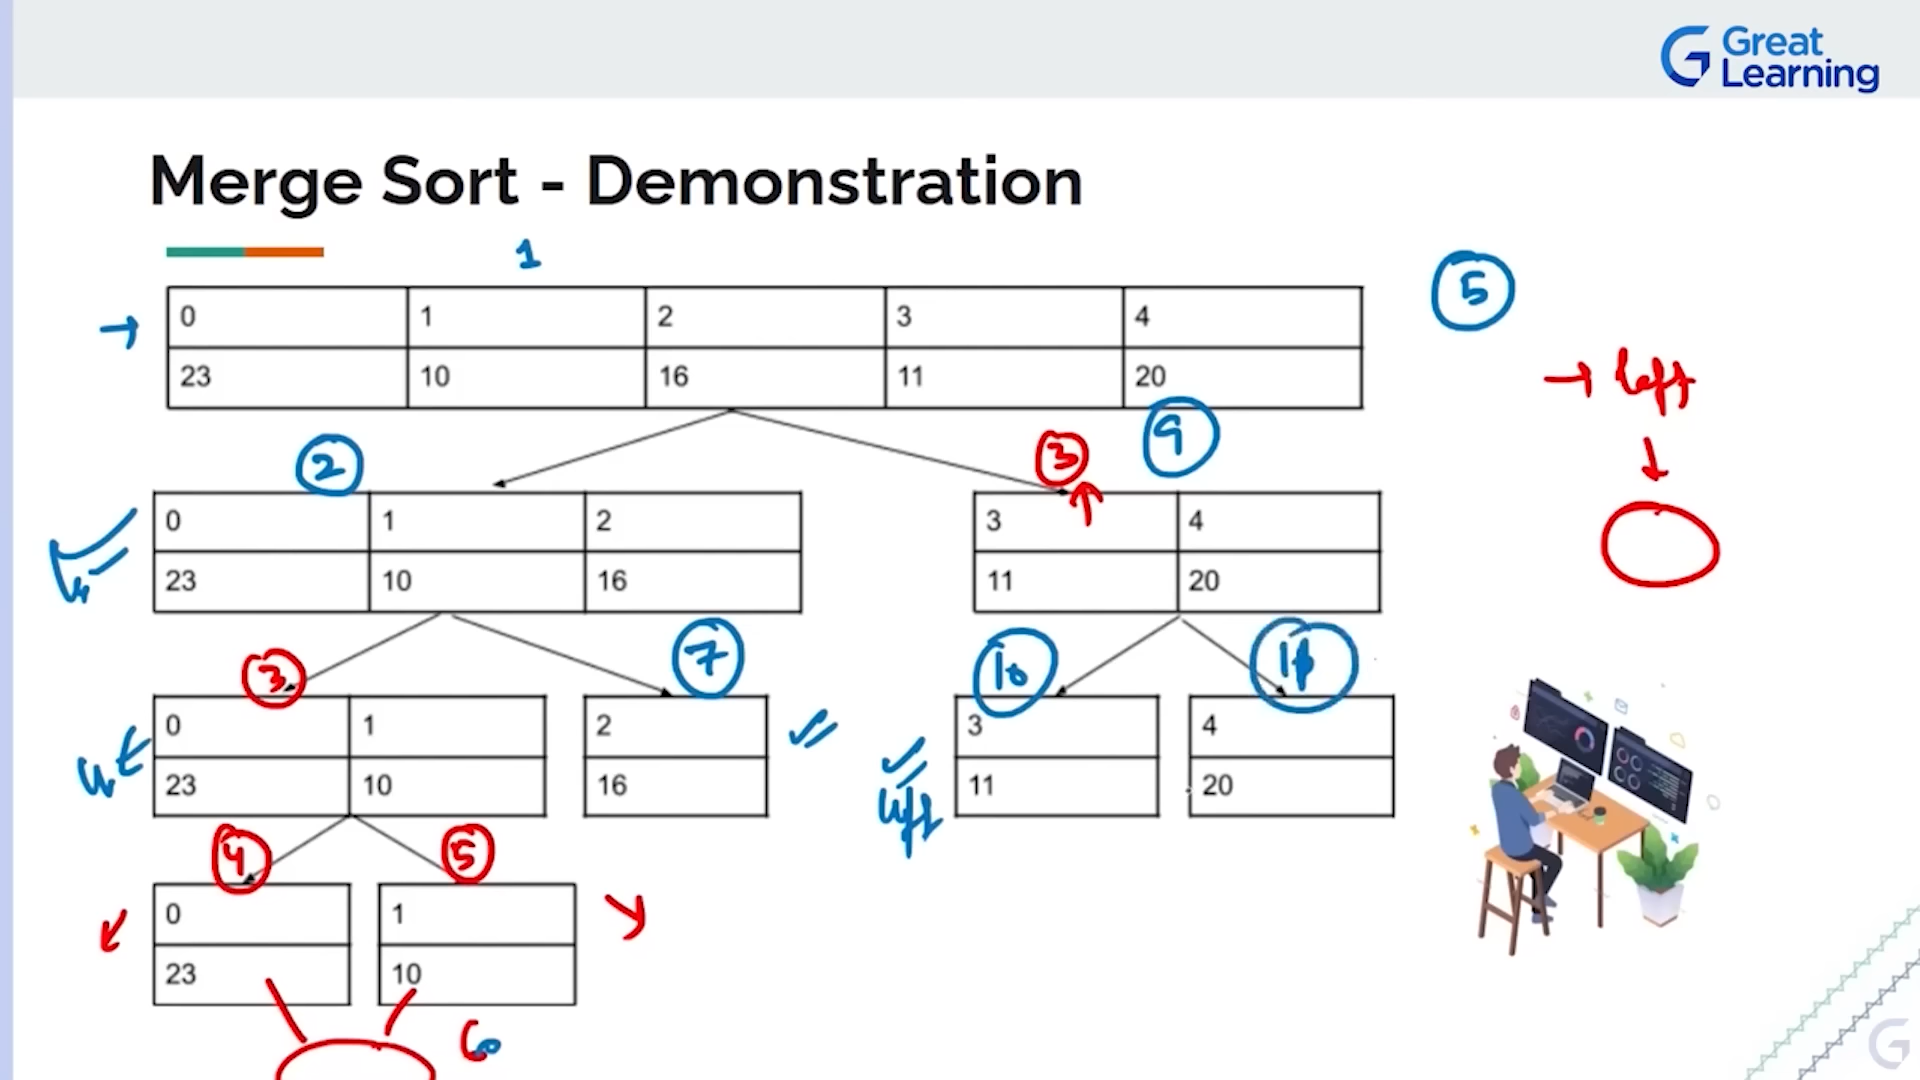 Great
Learning
Merge Sort - Demonstration
1
5
0 1 2 3 4
23 10 16 11 20
→ left
2 3 9
0 1 2 3 4
23 10 16 11 20
3 7 10 11
0 1 2 3 4
23 10 16 11 20
left
4 5
0 1
23 10
6